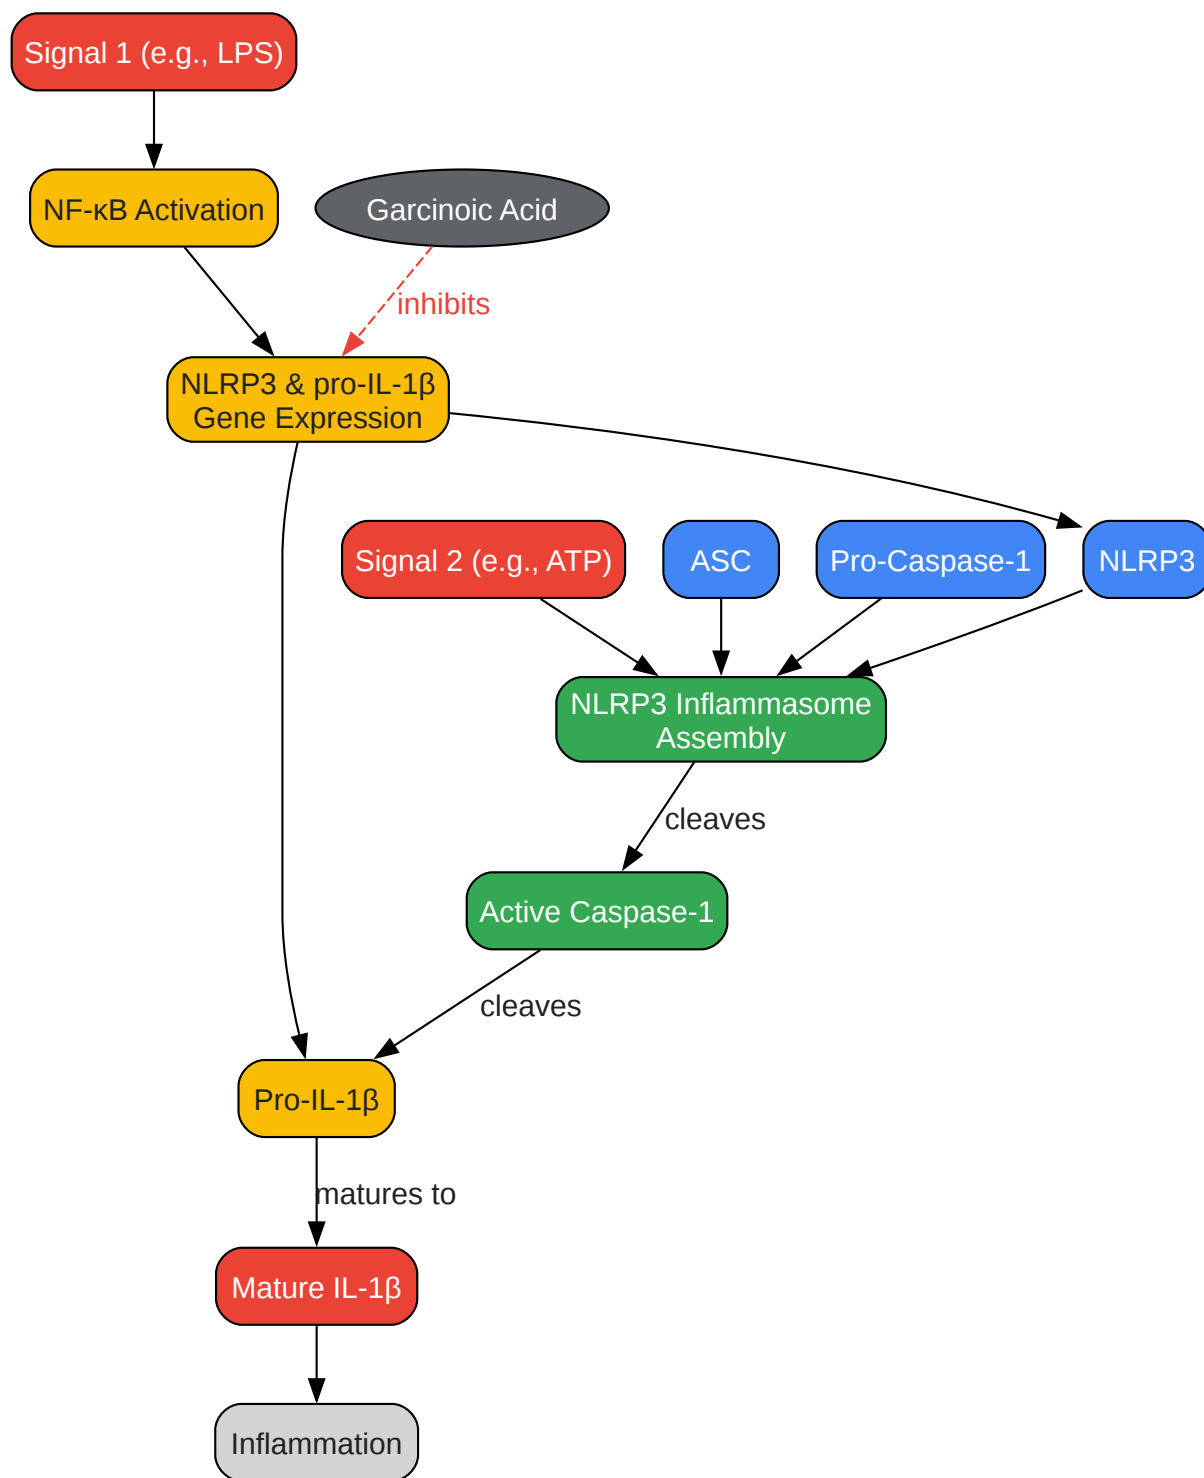 Signal 1 (e.g., LPS)
NF-κB Activation
Garcinoic Acid
inhibits
NLRP3 & pro-IL-1β
Gene Expression
Signal 2 (e.g., ATP)
ASC
Pro-Caspase-1
NLRP3
NLRP3 Inflammasome
Assembly
cleaves
Active Caspase-1
cleaves
Pro-IL-1β
matures to
Mature IL-1β
Inflammation